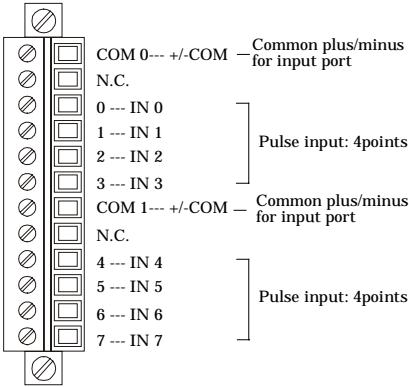 COM 0--- +/-COM
Common plus/minus
for input port
N.C.
0 --- IN 0
1 --- IN 1
2 --- IN 2
3 --- IN 3
Pulse input: 4points
COM 1--- +/-COM
Common plus/minus
for input port
N.C.
4 --- IN 4
5 --- IN 5
6 --- IN 6
7 --- IN 7
Pulse input: 4points